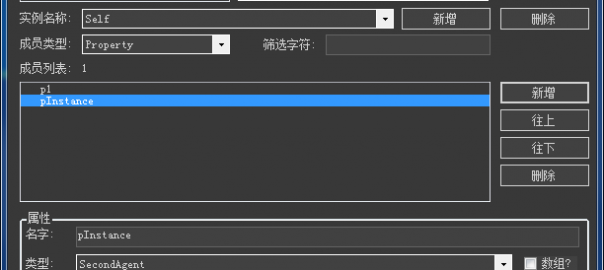 实例名称: Self 新增 删除
成员类型: Property 筛选字符:
成员列表: 1
p1 新增
pInstance
往上
往下
删除
属性
名字: pInstance
类型: SecondAgent 数组?